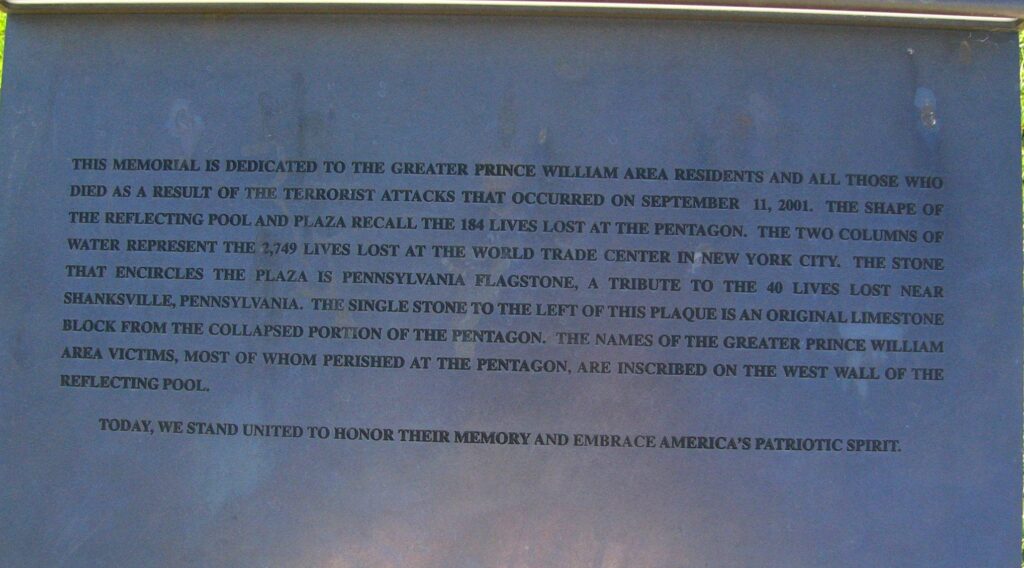 THIS MEMORIAL IS DEDICATED TO THE GREATER PRINCE WILLIAM AREA RESIDENTS AND ALL THOSE WHO
DIED AS A RESULT OF THE TERRORIST ATTACKS THAT OCCURRED ON SEPTEMBER 11, 2001. THE SHAPE OF
THE REFLECTING POOL AND PLAZA RECALL THE 184 LIVES LOST AT THE PENTAGON. THE TWO COLUMNS OF
WATER REPRESENT THE 2,749 LIVES LOST AT THE WORLD TRADE CENTER IN NEW YORK CITY. THE STONE
THAT ENCIRCLES THE PLAZA IS PENNSYLVANIA FLAGSTONE, A TRIBUTE TO THE 40 LIVES LOST NEAR
SHANKSVILLE, PENNSYLVANIA. THE SINGLE STONE TO THE LEFT OF THIS PLAQUE IS AN ORIGINAL LIMESTONE
BLOCK FROM THE COLLAPSED PORTION OF THE PENTAGON. THE NAMES OF THE GREATER PRINCE WILLIAM
AREA VICTIMS, MOST OF WHOM PERISHED AT THE PENTAGON, ARE INSCRIBED ON THE WEST WALL OF THE
REFLECTING POOL.
TODAY, WE STAND UNITED TO HONOR THEIR MEMORY AND EMBRACE AMERICA'S PATRIOTIC SPIRIT.